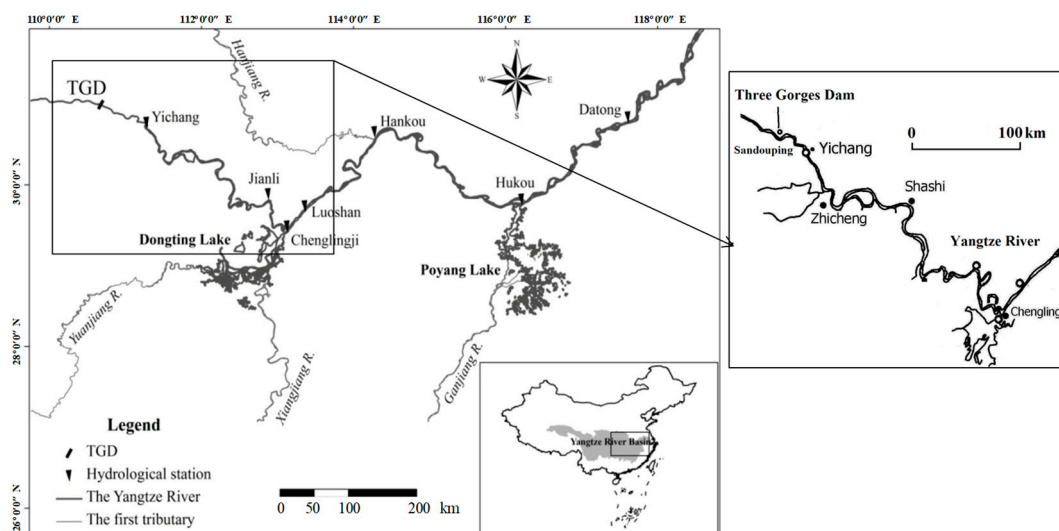 110°0'0" E
112°0'0" E
114°0'0" E
116°0'0" E
118°0'0" E
30°0'0" N
28°0'0" N
26°0'0" N
TGD
Yichang
Hanjiang R.
Hankou
Datong
Jianli
Luoshan
Chenglingji
Hukou
Dongting Lake
Poyang Lake
Yuanjiang R.
Xiangjiang R.
Ganjiang R.
N
W
E
S
Legend
TGD
Hydrological station
The Yangtze River
The first tributary
0 50 100 200 km
Yangtze River Basin
Three Gorges Dam
0 100 km
Sandouping
Yichang
Shashi
Zhicheng
Yangtze River
Chengling